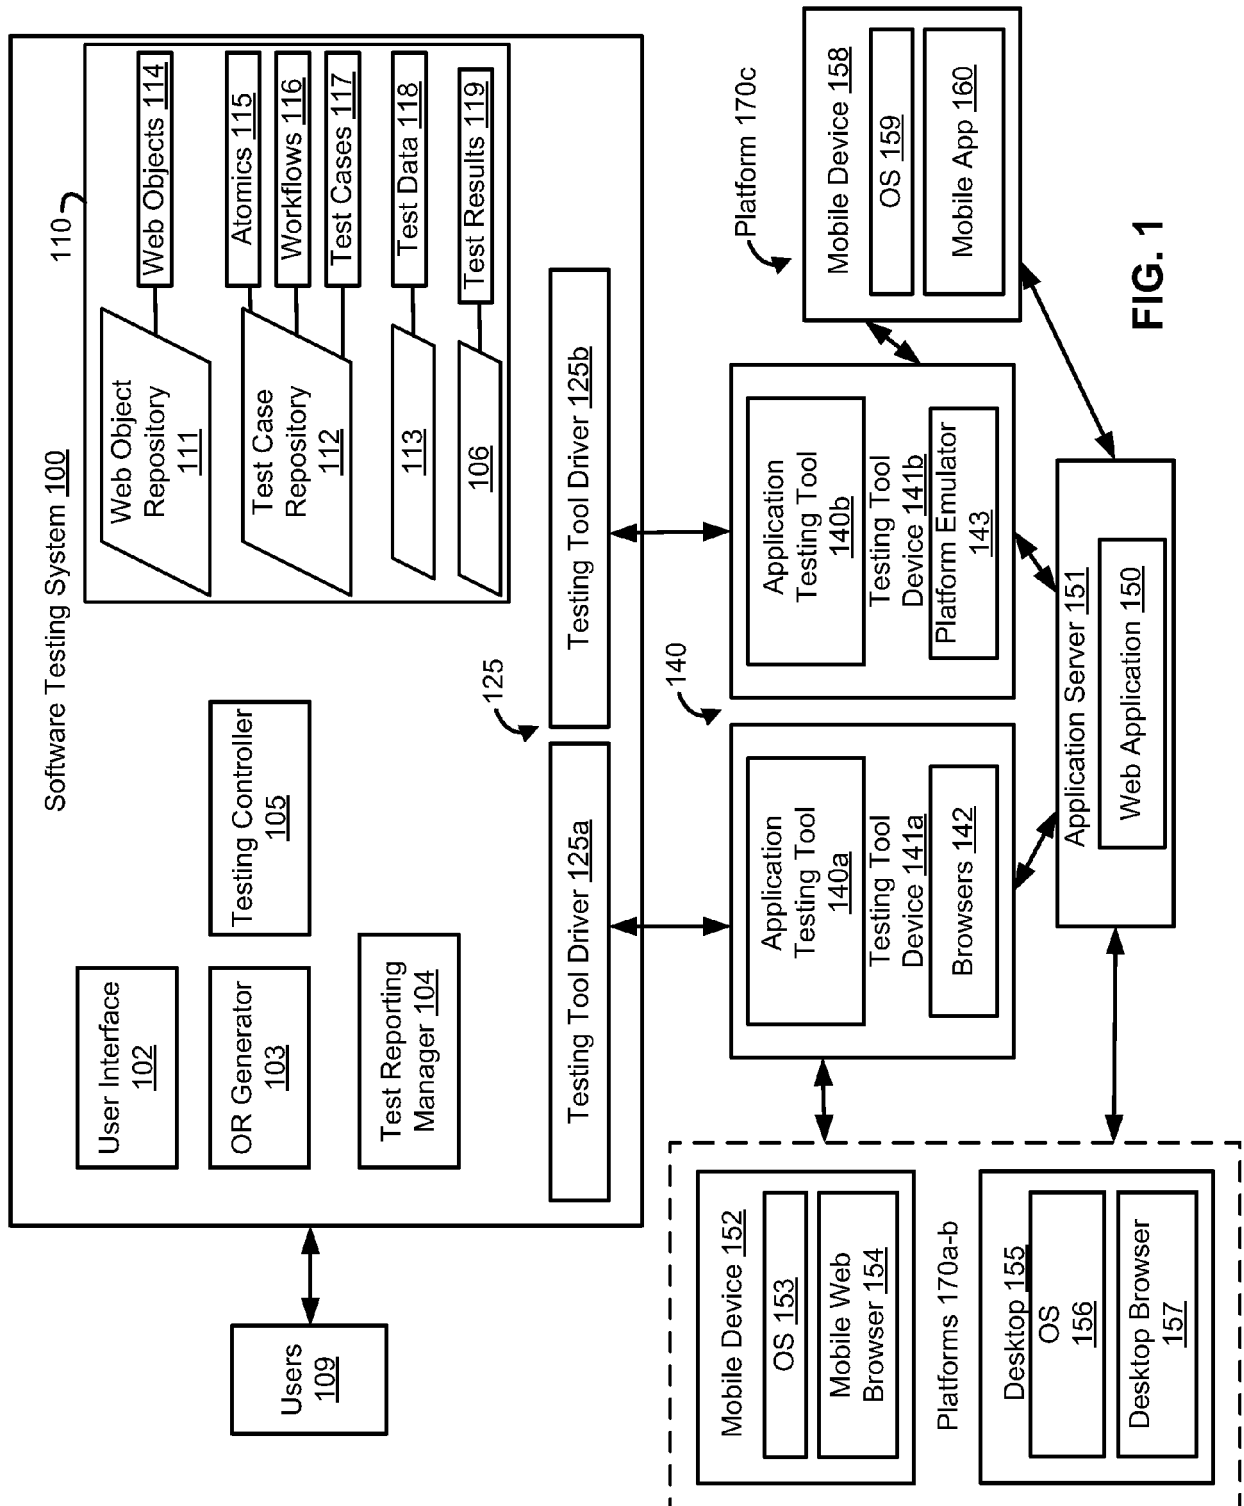 Software Testing System 100
110
Users
109
User Interface
102
OR Generator
103
Test Reporting
Manager 104
Testing Controller
105
Web Object
Repository
111
Web Objects 114
Test Case
Repository
112
Atomics 115
Workflows 116
Test Cases 117
113
Test Data 118
106
Test Results 119
125
Testing Tool Driver 125a
Testing Tool Driver 125b
140
Application
Testing Tool
140a
Testing Tool
Device 141a
Browsers 142
Application
Testing Tool
140b
Testing Tool
Device 141b
Platform Emulator
143
Platform 170c
Mobile Device 158
OS 159
Mobile App 160
Mobile Device 152
OS 153
Mobile Web
Browser 154
Platforms 170a-b
Desktop 155
OS
156
Desktop Browser
157
Application Server 151
Web Application 150
FIG. 1